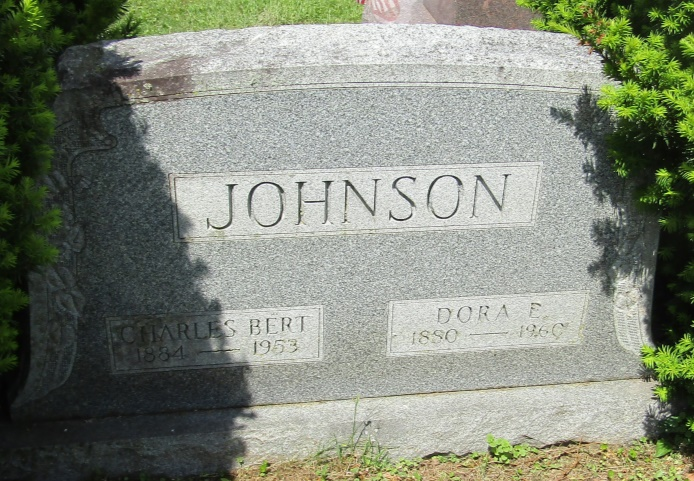 JOHNSON
CHARLES BERT
1884 — 1953
DORA E.
1880 — 1960